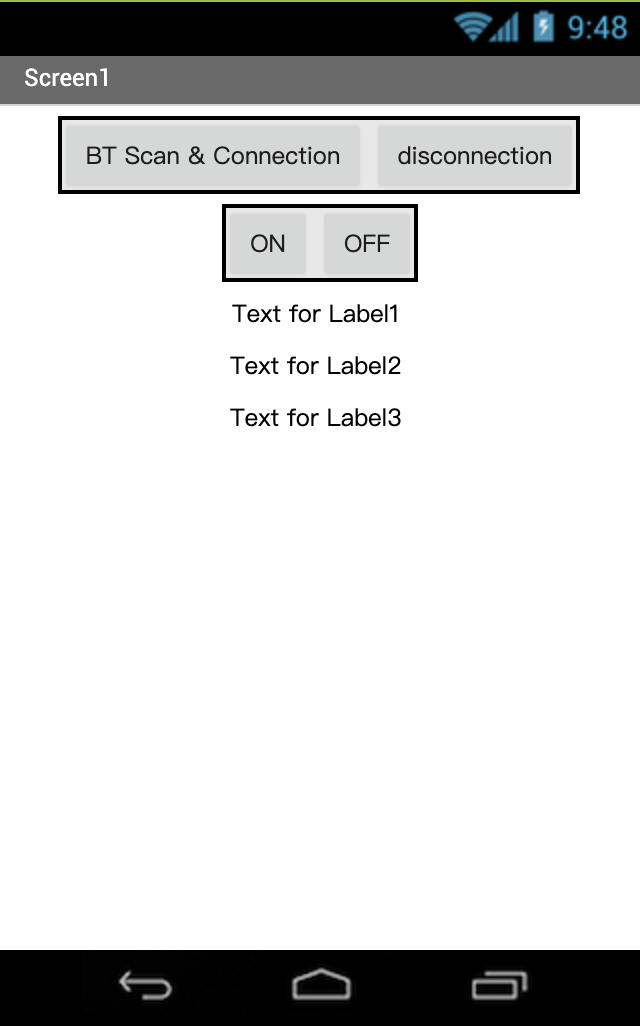 9:48
Screen1
BT Scan & Connection disconnection
ON OFF
Text for Label1
Text for Label2
Text for Label3